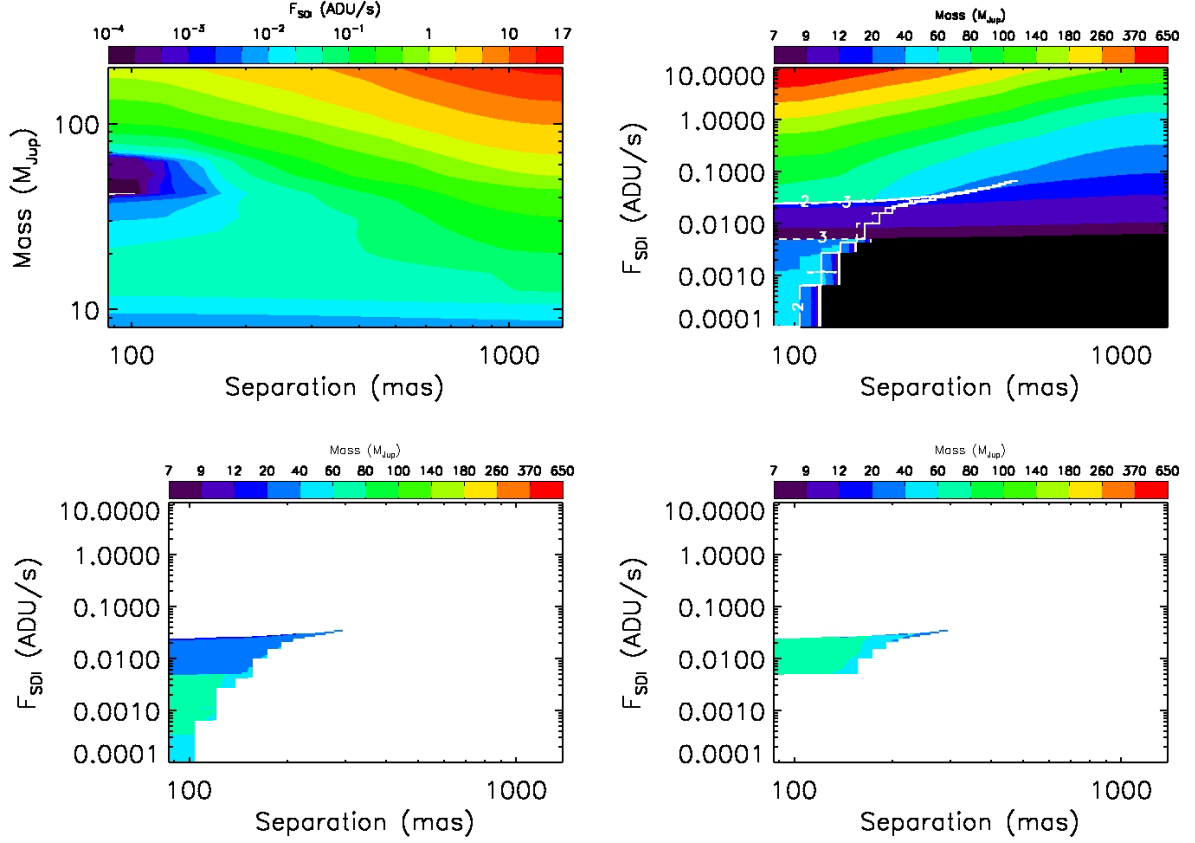 F_SDI (ADU/s)
10^-4 10^-3 10^-2 10^-1 1 10 17
Mass (M_Jup)
100
10
100 1000
Separation (mas)
Mass (M_Jup)
7 9 12 20 40 60 80 100 140 180 260 370 650
F_SDI (ADU/s)
10.0000
1.0000
0.1000
0.0100
0.0010
0.0001
2 3
3
2
100 1000
Separation (mas)
Mass (M_Jup)
7 9 12 20 40 60 80 100 140 180 260 370 650
F_SDI (ADU/s)
10.0000
1.0000
0.1000
0.0100
0.0010
0.0001
100 1000
Separation (mas)
Mass (M_Jup)
7 9 12 20 40 60 80 100 140 180 260 370 650
F_SDI (ADU/s)
10.0000
1.0000
0.1000
0.0100
0.0010
0.0001
100 1000
Separation (mas)